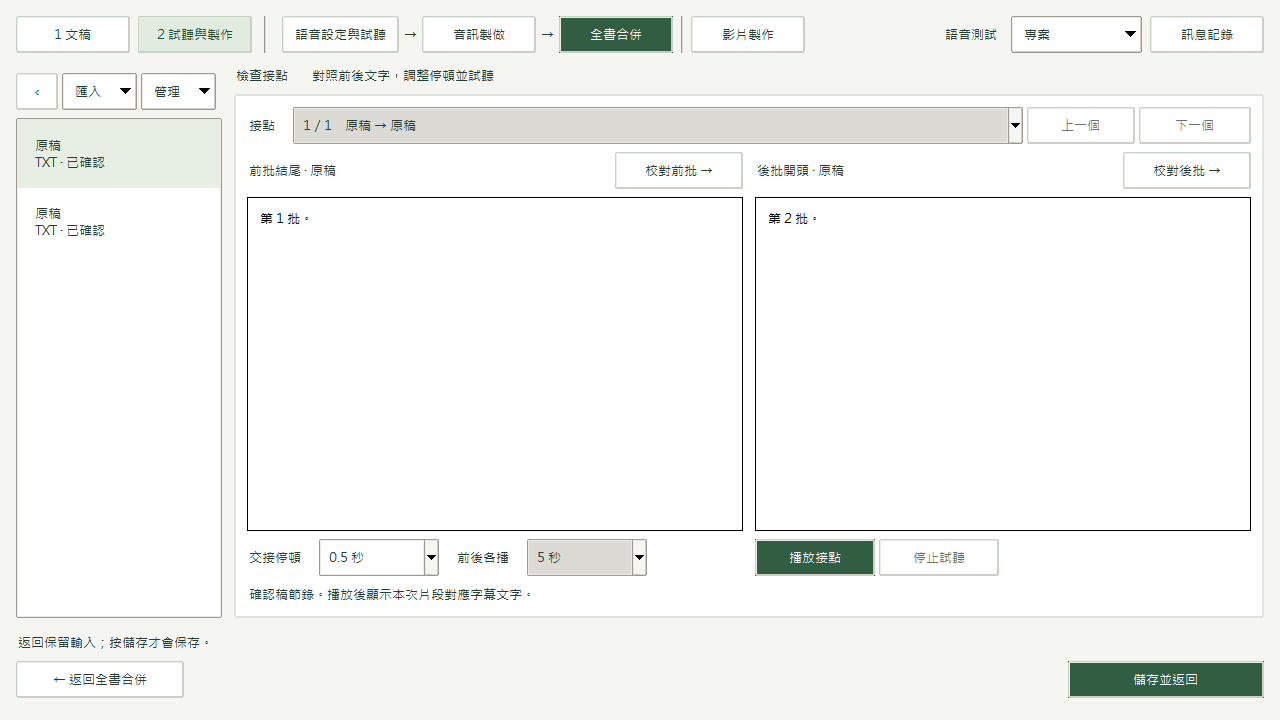 1 文稿
2 試聽與製作
語音設定與試聽
→
音訊製做
→
全書合併
影片製作
語音測試
專案
訊息記錄
‹
匯入
管理
檢查接點
對照前後文字，調整停頓並試聽
原稿
TXT · 已確認
原稿
TXT · 已確認
接點
1 / 1 原稿 → 原稿
上一個
下一個
前批結尾 · 原稿
校對前批 →
後批開頭 · 原稿
校對後批 →
第 1 批。
第 2 批。
交接停頓
0.5 秒
前後各播
5 秒
播放接點
停止試聽
確認稿節錄。播放後顯示本次片段對應字幕文字。
返回保留輸入；按儲存才會保存。
← 返回全書合併
儲存並返回